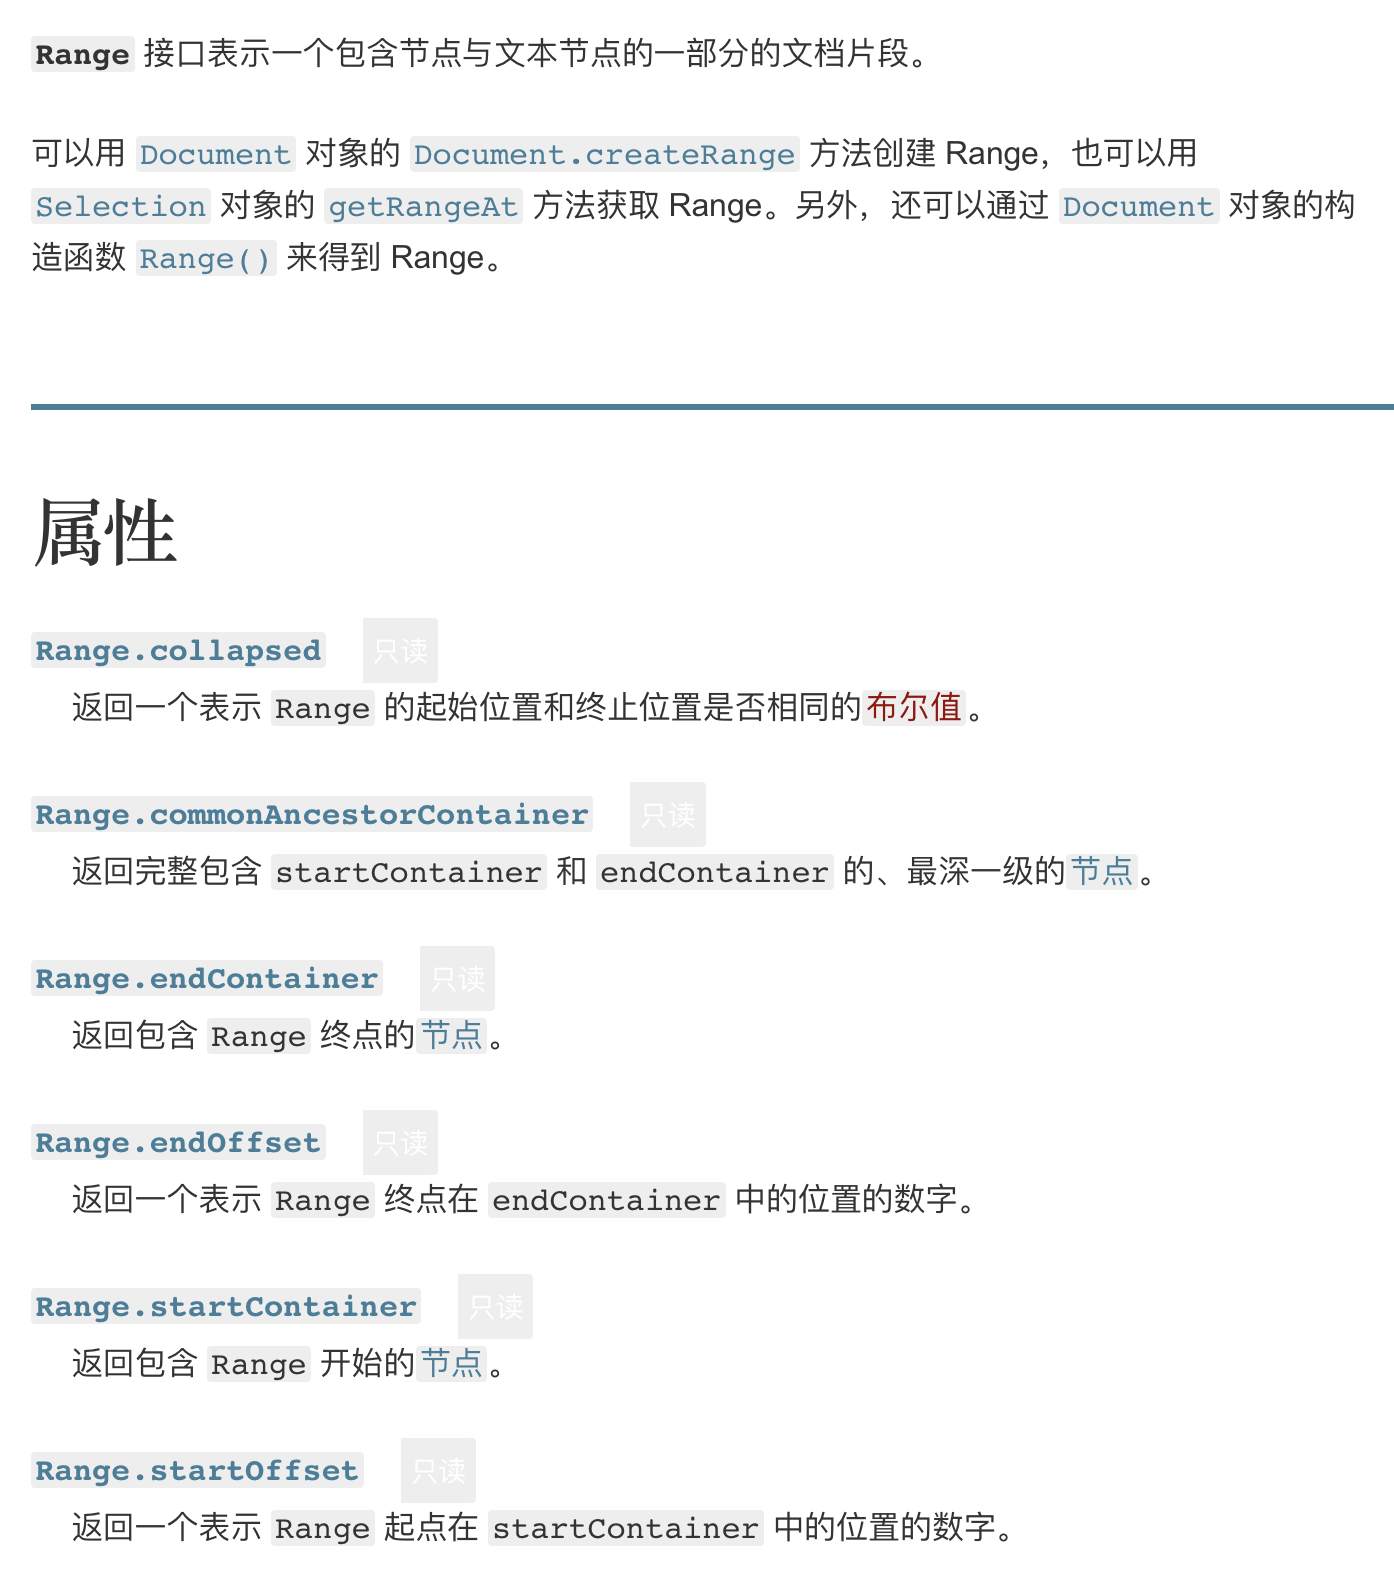 Range 接口表示一个包含节点与文本节点的一部分的文档片段。
可以用 Document 对象的 Document.createRange 方法创建 Range，也可以用
Selection 对象的 getRangeAt 方法获取 Range。另外，还可以通过 Document 对象的构
造函数 Range() 来得到 Range。
属性
Range.collapsed 只读
返回一个表示 Range 的起始位置和终止位置是否相同的布尔值。
Range.commonAncestorContainer 只读
返回完整包含 startContainer 和 endContainer 的、最深一级的节点。
Range.endContainer 只读
返回包含 Range 终点的节点。
Range.endOffset 只读
返回一个表示 Range 终点在 endContainer 中的位置的数字。
Range.startContainer 只读
返回包含 Range 开始的节点。
Range.startOffset 只读
返回一个表示 Range 起点在 startContainer 中的位置的数字。